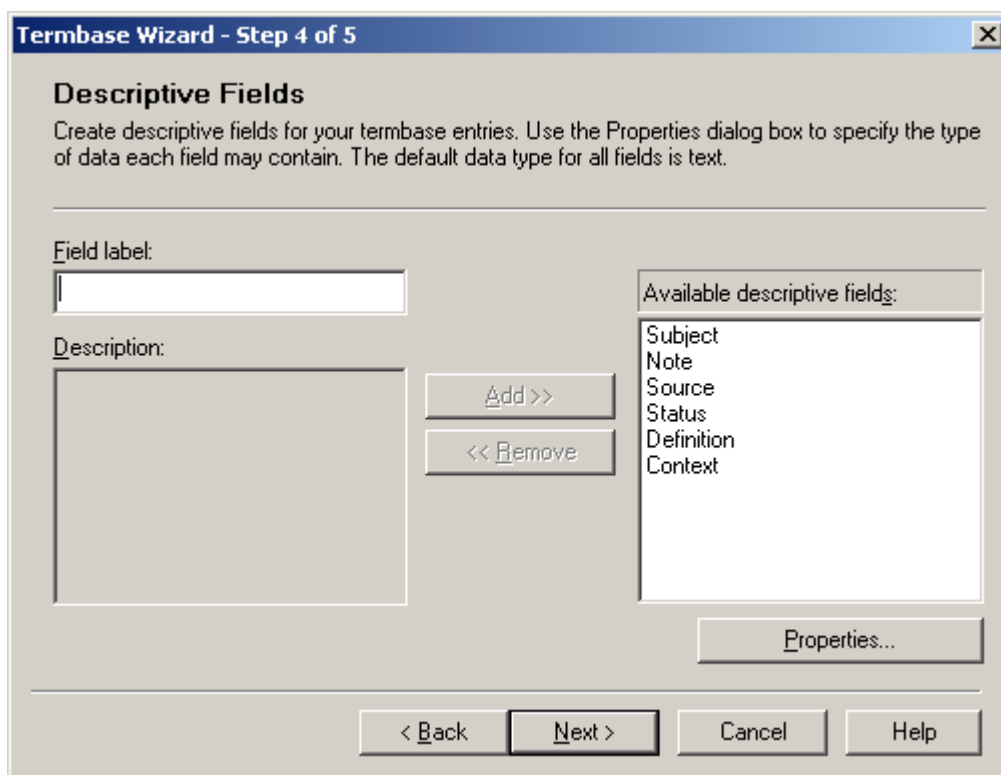 Termbase Wizard - Step 4 of 5
Descriptive Fields
Create descriptive fields for your termbase entries. Use the Properties dialog box to specify the type
of data each field may contain. The default data type for all fields is text.
Field label:
Available descriptive fields:
Description:
Subject
Note
Source
Status
Definition
Context
Add >>
<< Remove
Properties...
< Back
Next >
Cancel
Help